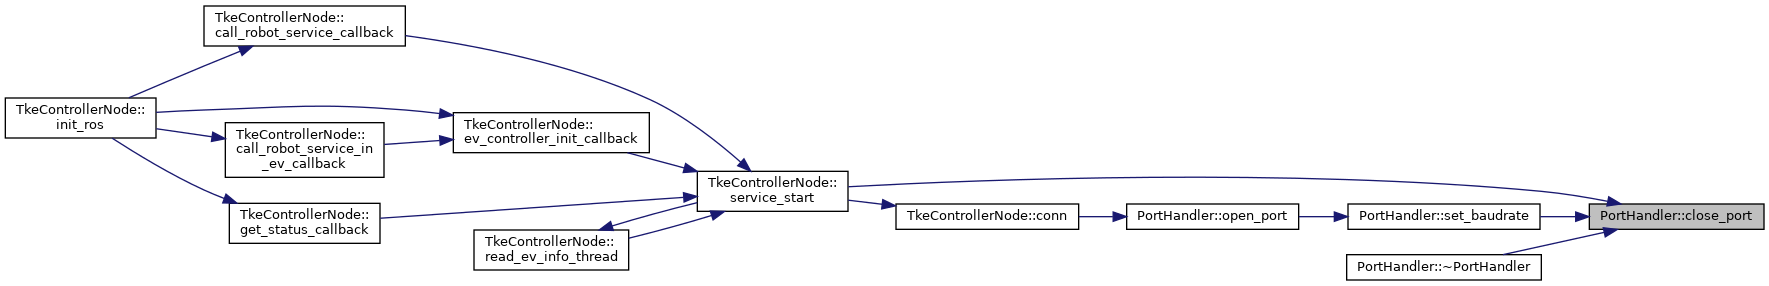 TkeControllerNode::
call_robot_service_callback
TkeControllerNode::
init_ros
TkeControllerNode::
call_robot_service_in
_ev_callback
TkeControllerNode::
ev_controller_init_callback
TkeControllerNode::
get_status_callback
TkeControllerNode::
read_ev_info_thread
TkeControllerNode::
service_start
TkeControllerNode::conn
PortHandler::open_port
PortHandler::set_baudrate
PortHandler::~PortHandler
PortHandler::close_port